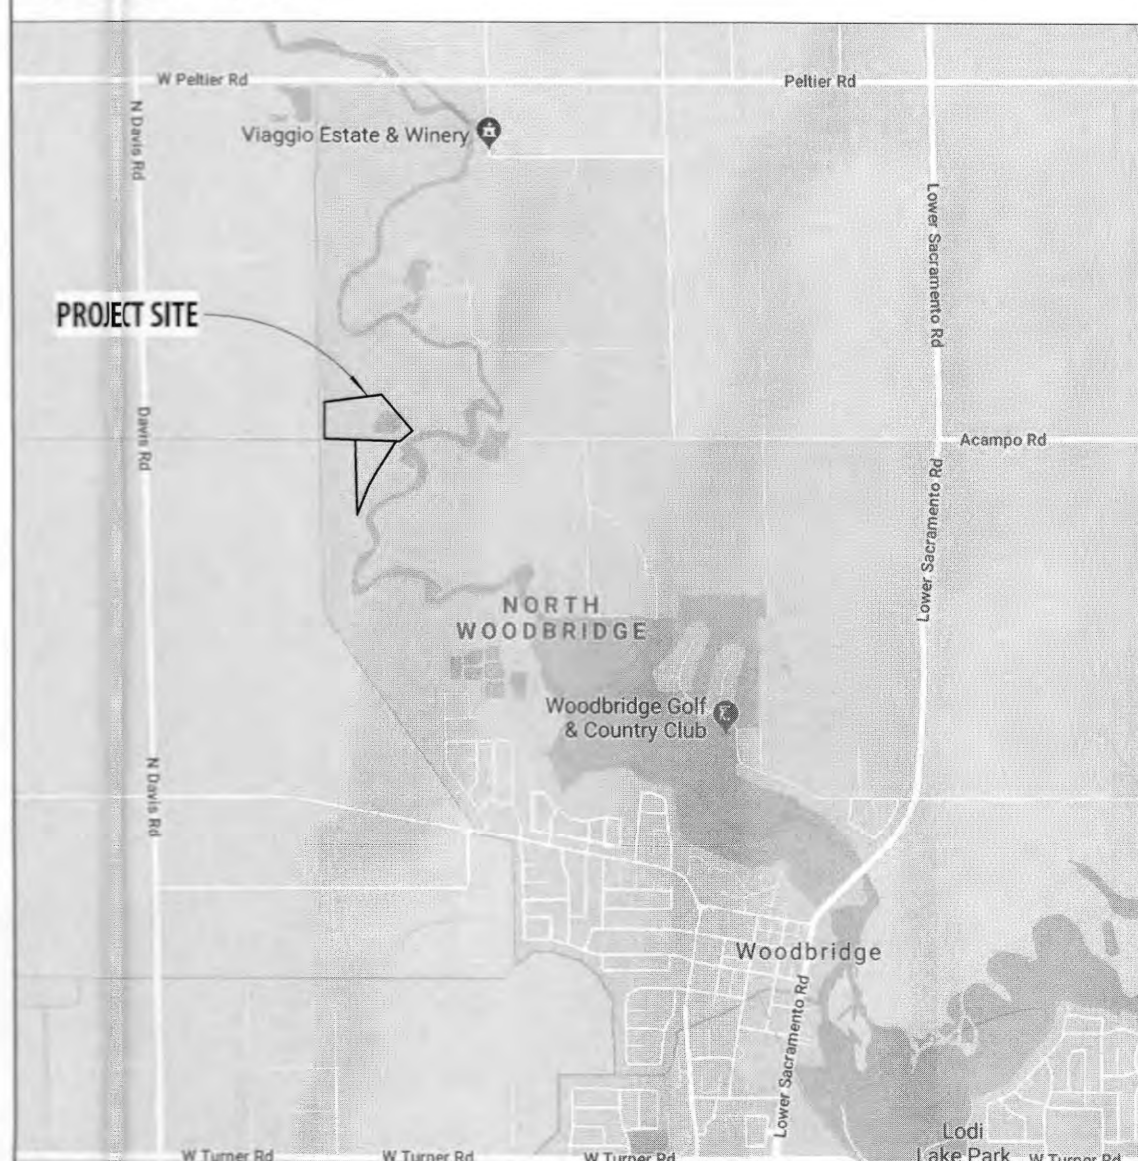 W Peltier Rd
Peltier Rd
N Davis Rd
Viaggio Estate & Winery
Lower Sacramento Rd
PROJECT SITE
Davis Rd
Acampo Rd
Lower Sacramento Rd
NORTH
WOODBRIDGE
Woodbridge Golf
& Country Club
N Davis Rd
Woodbridge
Lower Sacramento Rd
Lodi
Lake Park
W Turner Rd
W Turner Rd
W Turner Rd
W Turner Rd